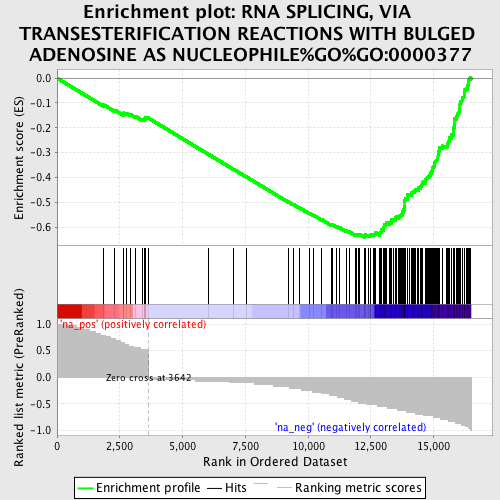 Enrichment plot: RNA SPLICING, VIA
TRANSESTERIFICATION REACTIONS WITH BULGED
ADENOSINE AS NUCLEOPHILE%GO%GO:0000377
Enrichment score (ES)
0.0
-0.1
-0.2
-0.3
-0.4
-0.5
-0.6
Ranked list metric (PreRanked)
1.0
0.5
0.0
-0.5
-1.0
'na_pos' (positively correlated)
Zero cross at 3642
'na_neg' (negatively correlated)
0 2,500 5,000 7,500 10,000 12,500 15,000
Rank in Ordered Dataset
Enrichment profile Hits Ranking metric scores